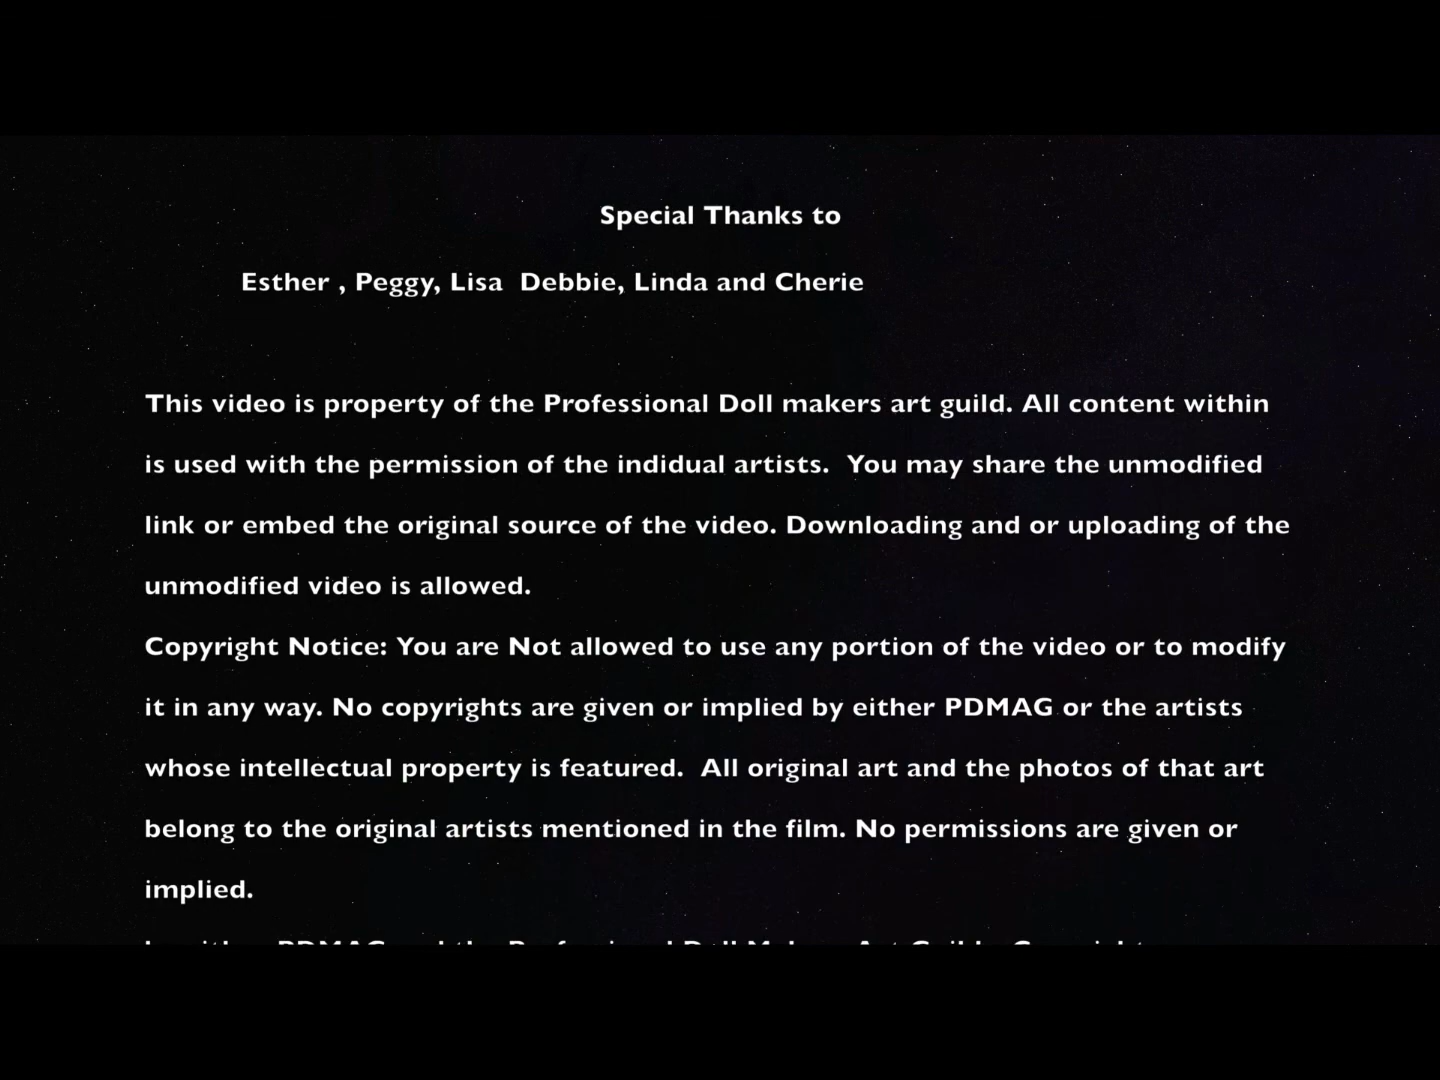 Special Thanks to
Esther , Peggy, Lisa  Debbie, Linda and Cherie
This video is property of the Professional Doll makers art guild. All content within
is used with the permission of the indidual artists.  You may share the unmodified
link or embed the original source of the video. Downloading and or uploading of the
unmodified video is allowed.
Copyright Notice: You are Not allowed to use any portion of the video or to modify
it in any way. No copyrights are given or implied by either PDMAG or the artists
whose intellectual property is featured.  All original art and the photos of that art
belong to the original artists mentioned in the film. No permissions are given or
implied.